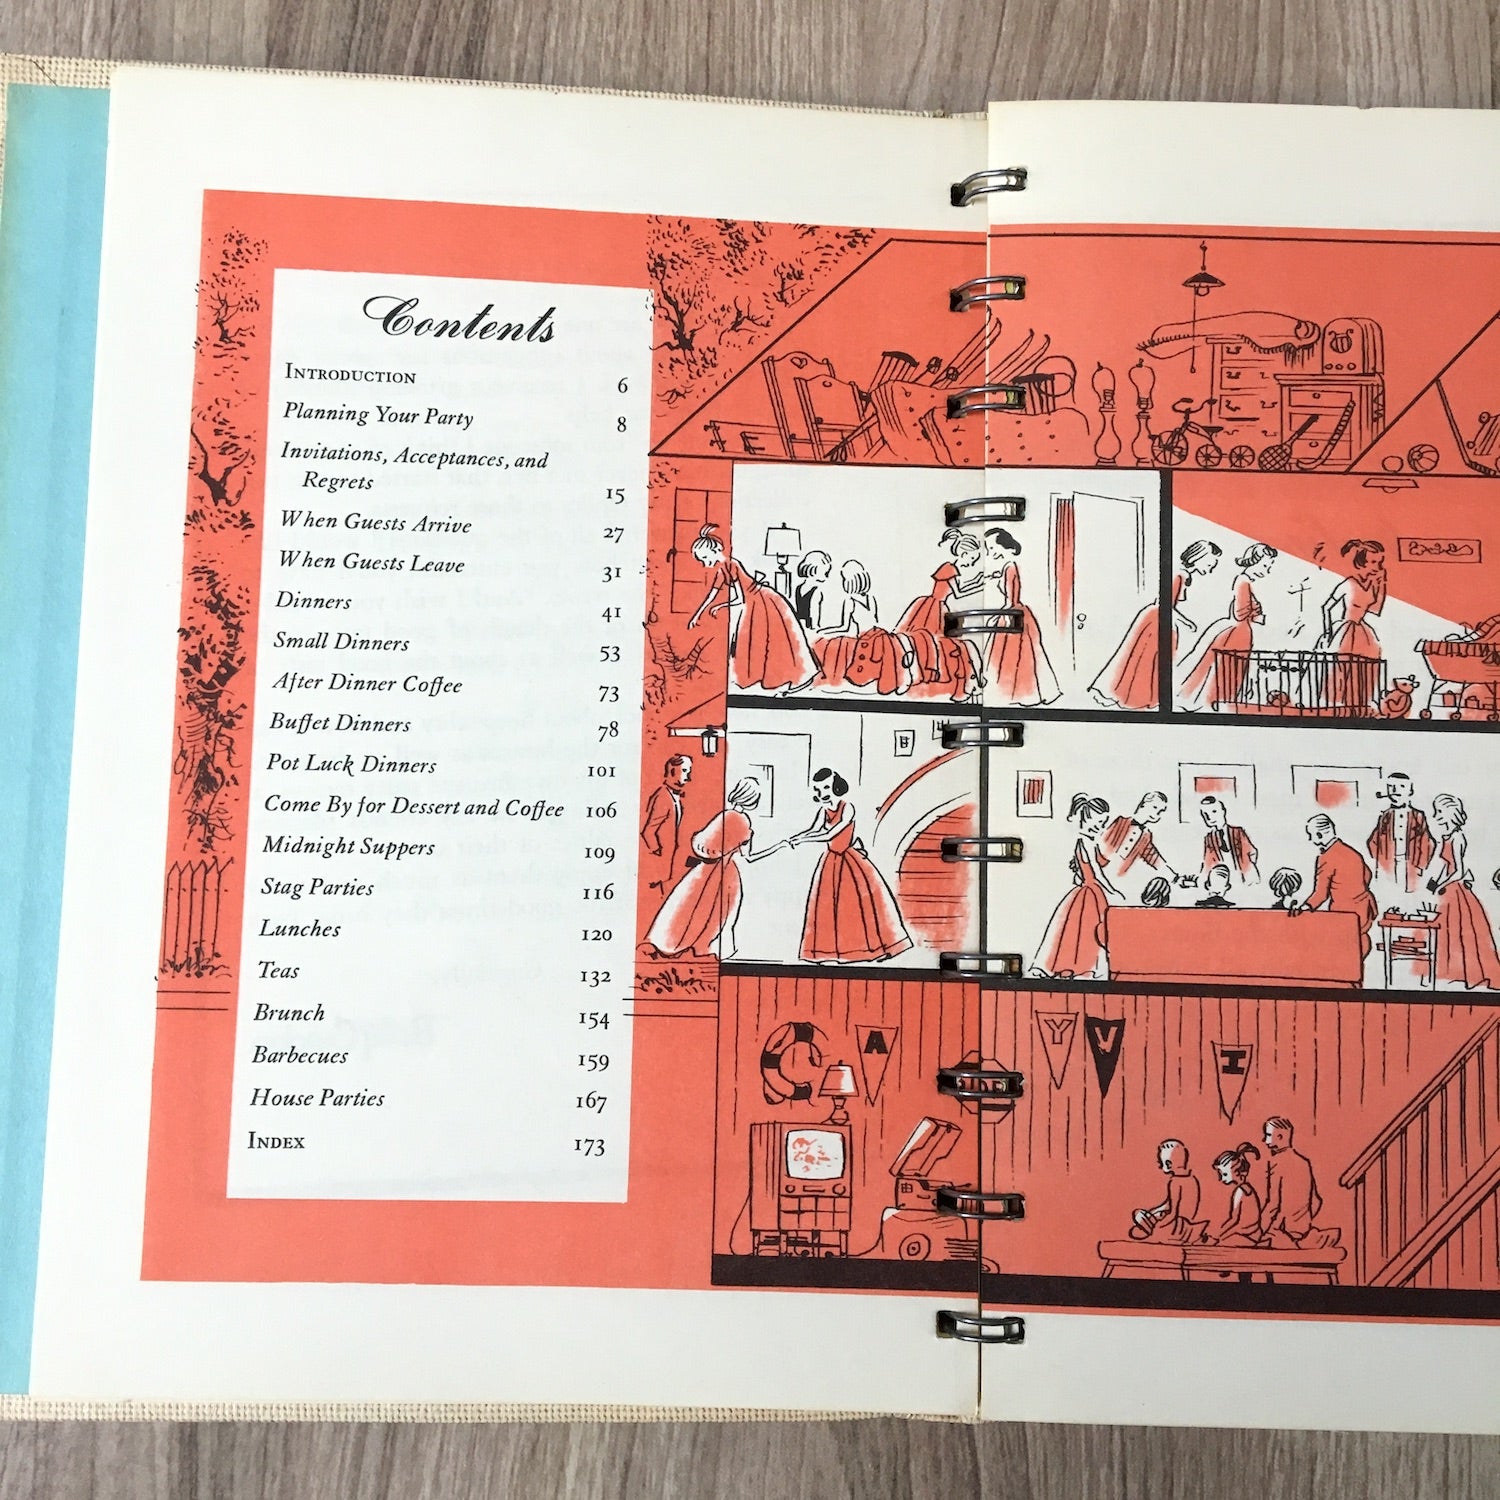 Contents
INTRODUCTION 6
Planning Your Party 8
Invitations, Acceptances, and
Regrets 15
When Guests Arrive 27
When Guests Leave 31
Dinners 41
Small Dinners 53
After Dinner Coffee 73
Buffet Dinners 78
Pot Luck Dinners 101
Come By for Dessert and Coffee 106
Midnight Suppers 109
Stag Parties 116
Lunches 120
Teas 132
Brunch 154
Barbecues 159
House Parties 167
INDEX 173
A
Y
V
I